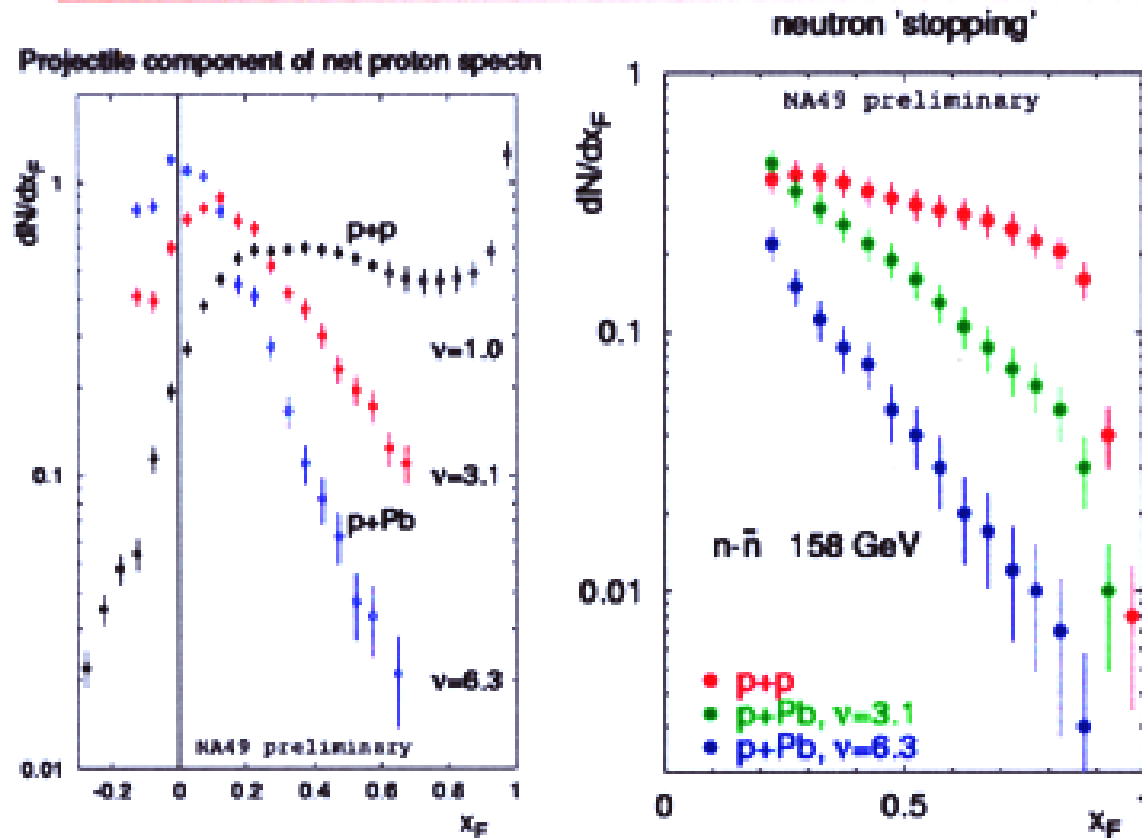 neutron 'stopping'
Projectile component of net proton spectn
NA49 preliminary
dN/dx_F
1
0.1
0.01
p+p
ν=1.0
ν=3.1
p+Pb
ν=6.3
NA49 preliminary
-0.2 0 0.2 0.4 0.6 0.8 1
x_F
dN/dx_F
1
0.1
0.01
n-n̄ 158 GeV
p+p
p+Pb, ν=3.1
p+Pb, ν=6.3
0 0.5 1
x_F